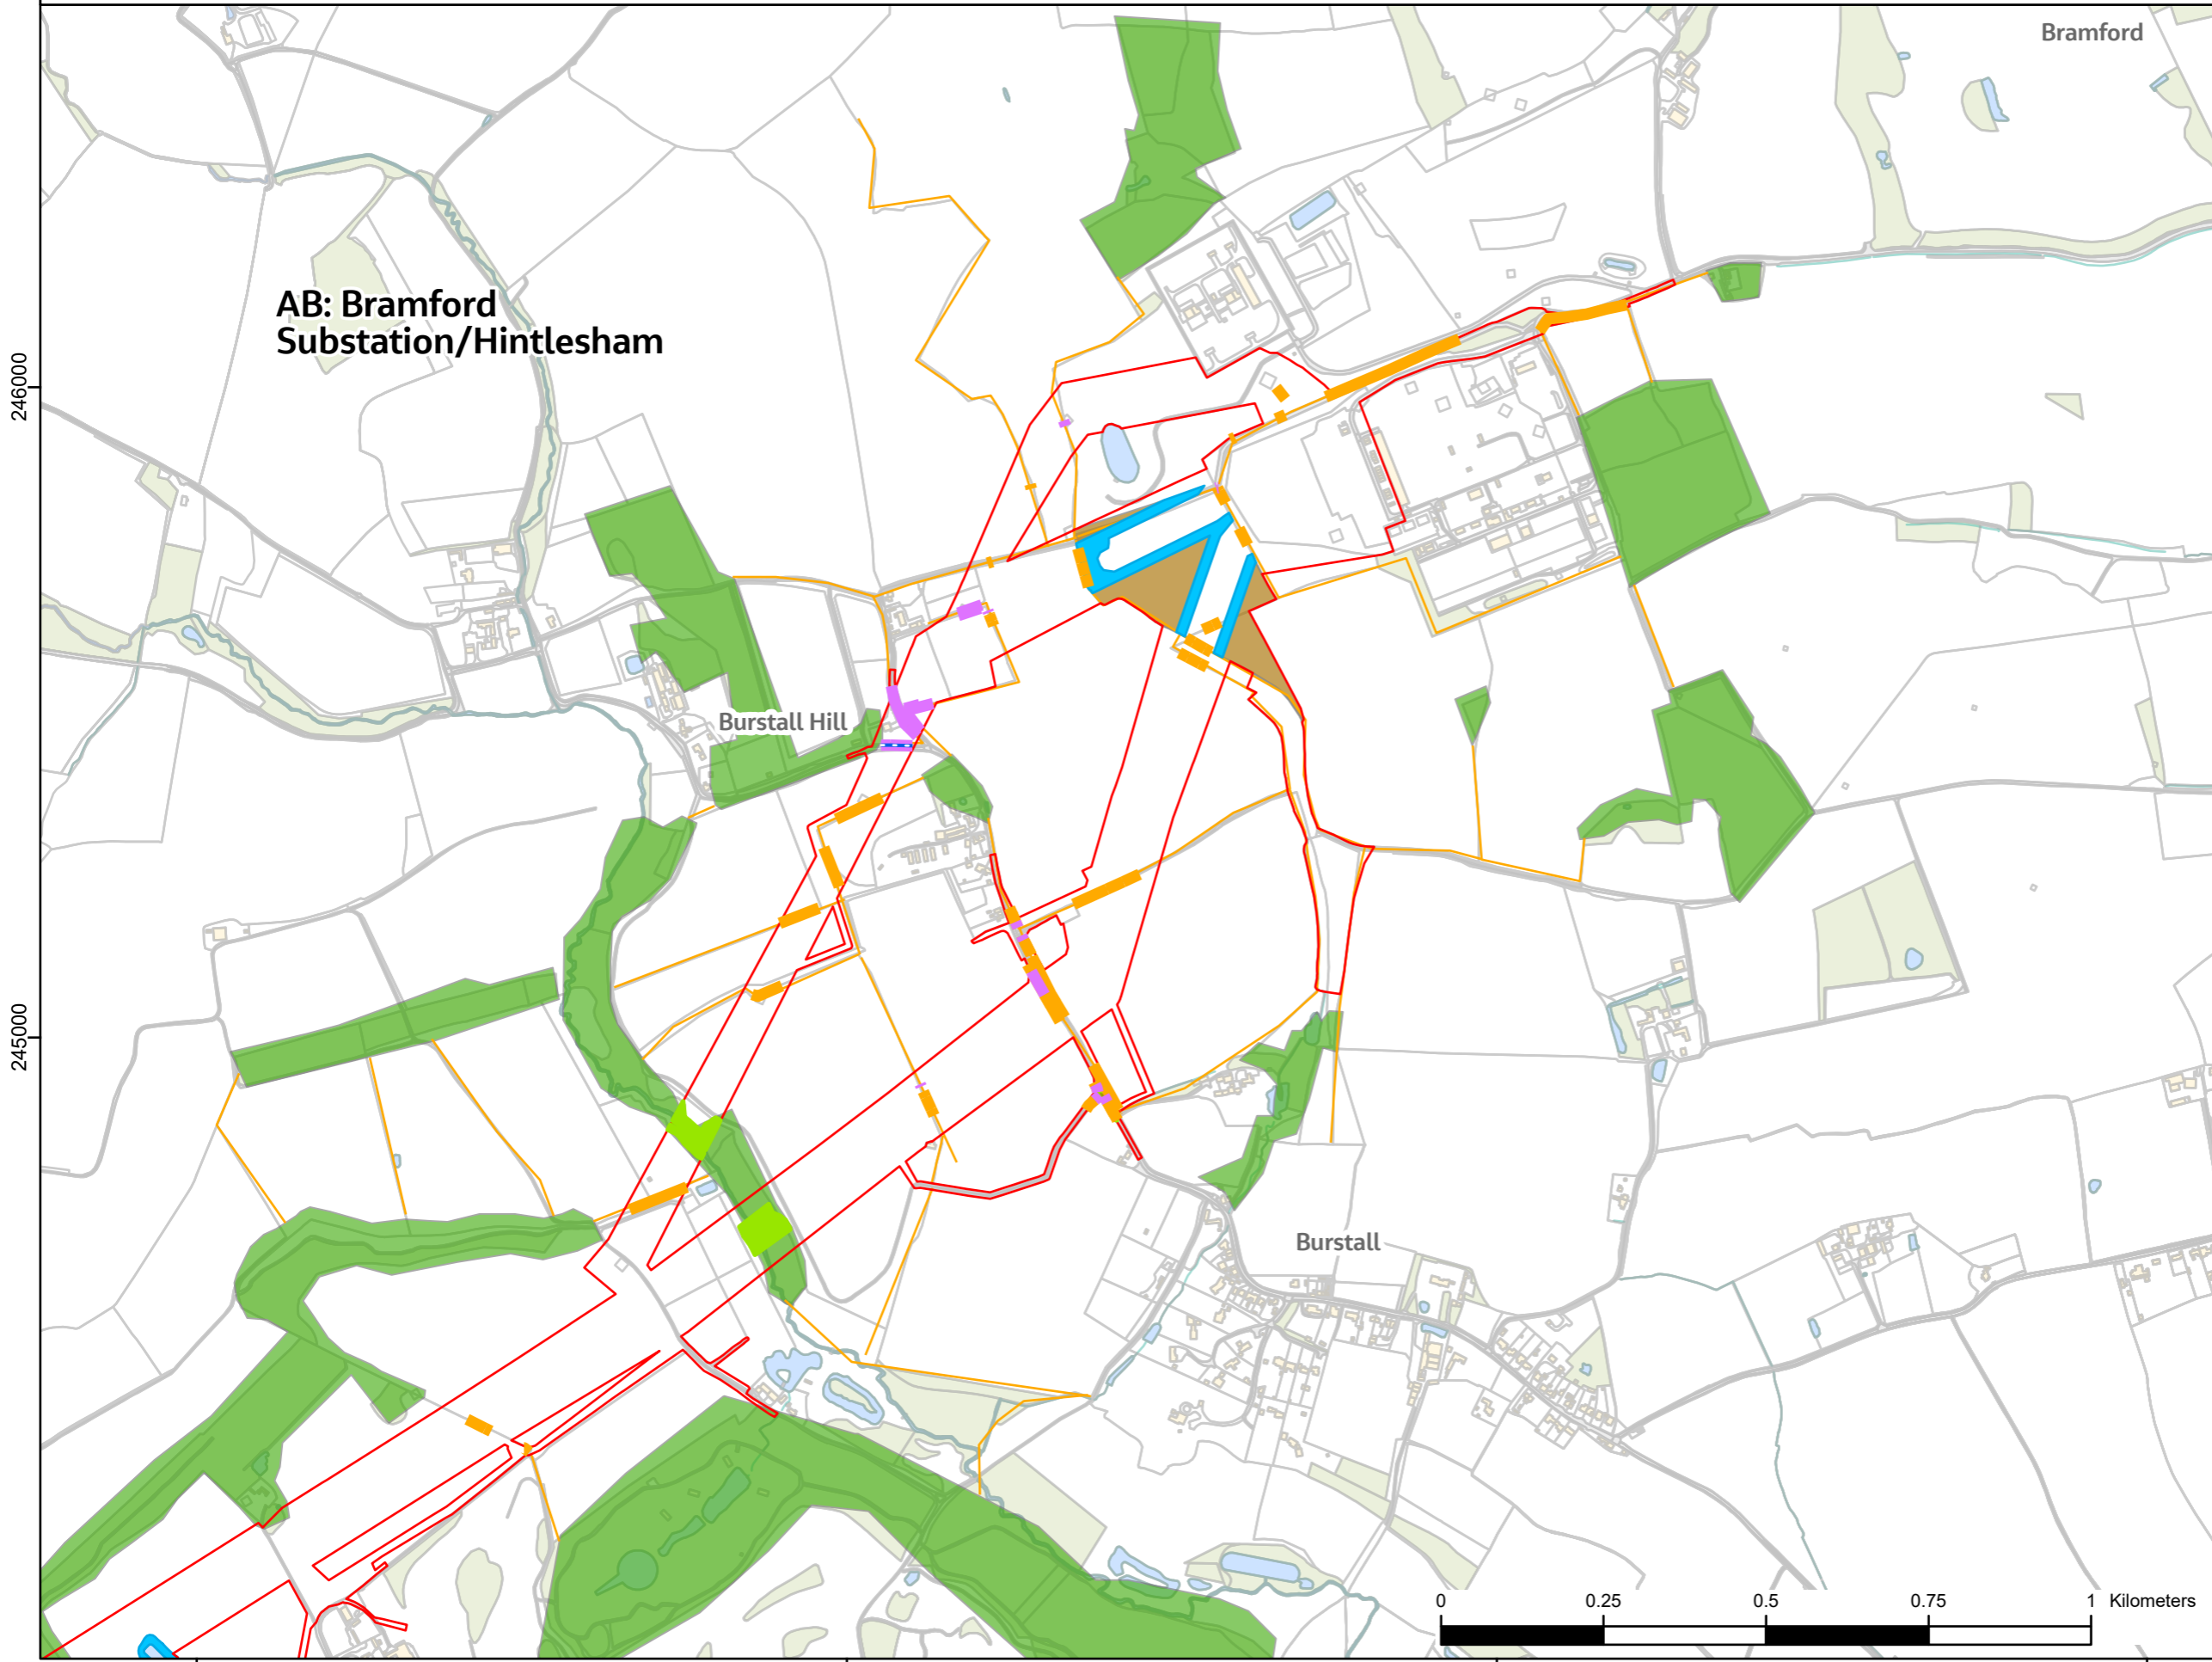 Bramford
AB: Bramford
Substation/Hintlesham
246000
Burstall Hill
245000
Burstall
0 0.25 0.5 0.75 1 Kilometers